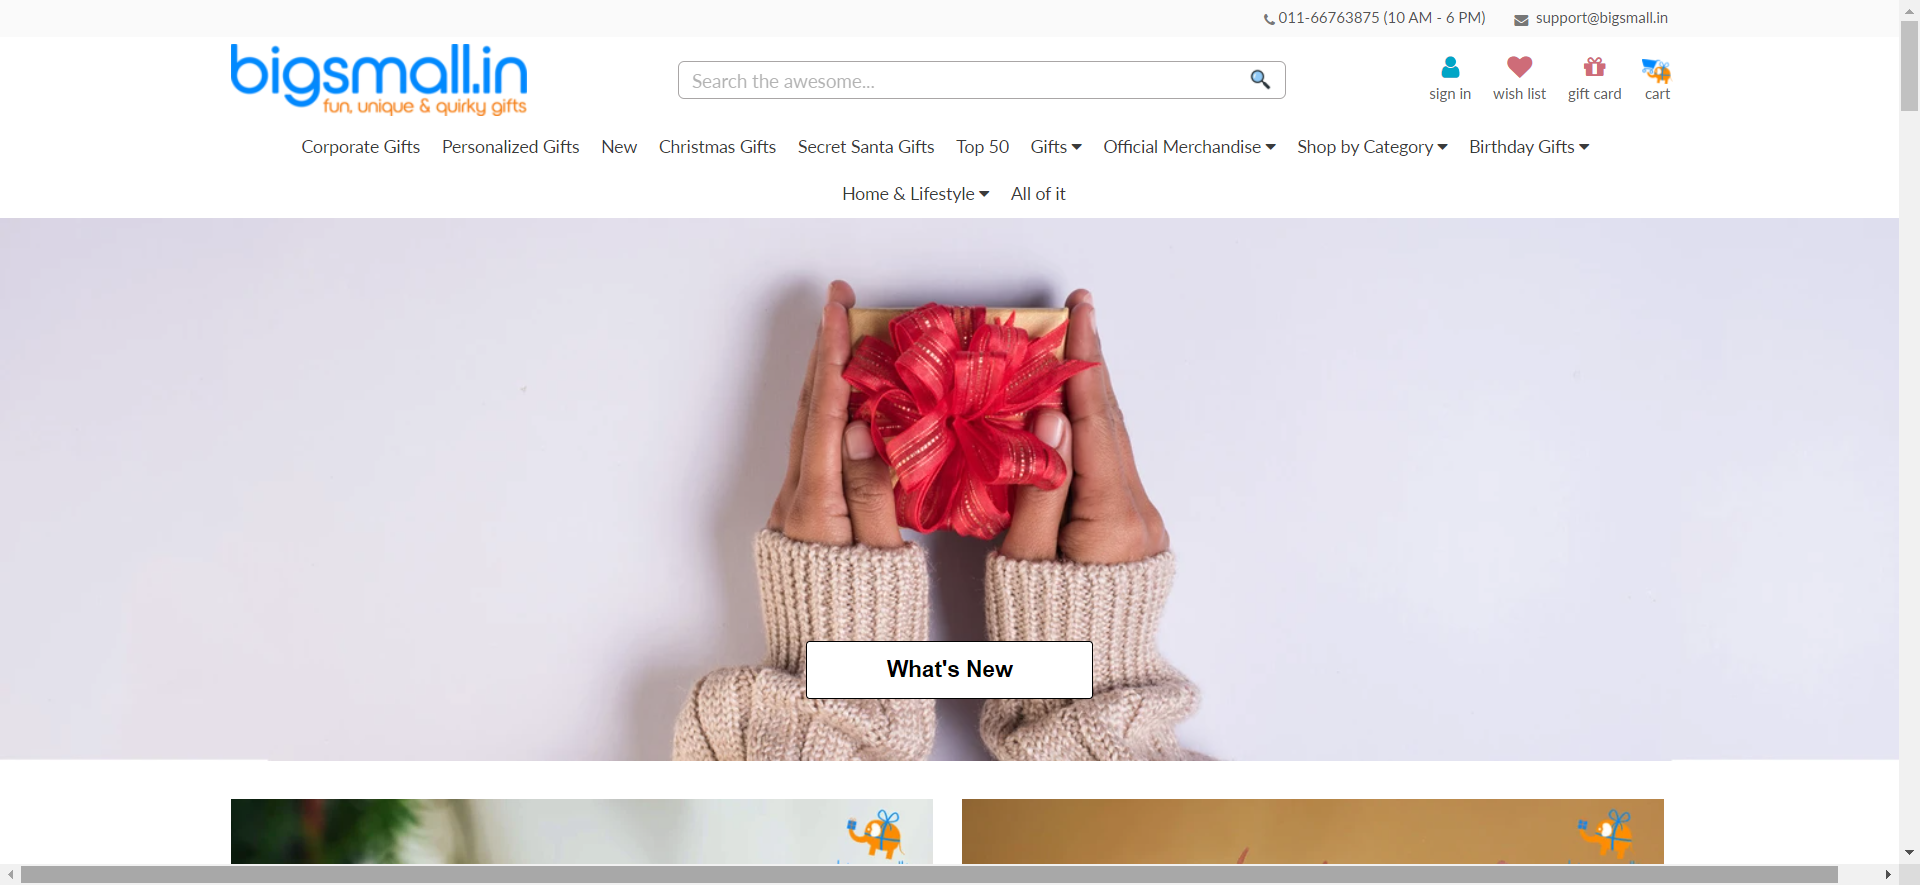 011-66763875 (10 AM - 6 PM) support@bigsmall.in
bigsmall.in
fun, unique & quirky gifts
Search the awesome...
sign in wish list gift card cart
Corporate Gifts Personalized Gifts New Christmas Gifts Secret Santa Gifts Top 50 Gifts Official Merchandise Shop by Category Birthday Gifts
Home & Lifestyle All of it
What's New